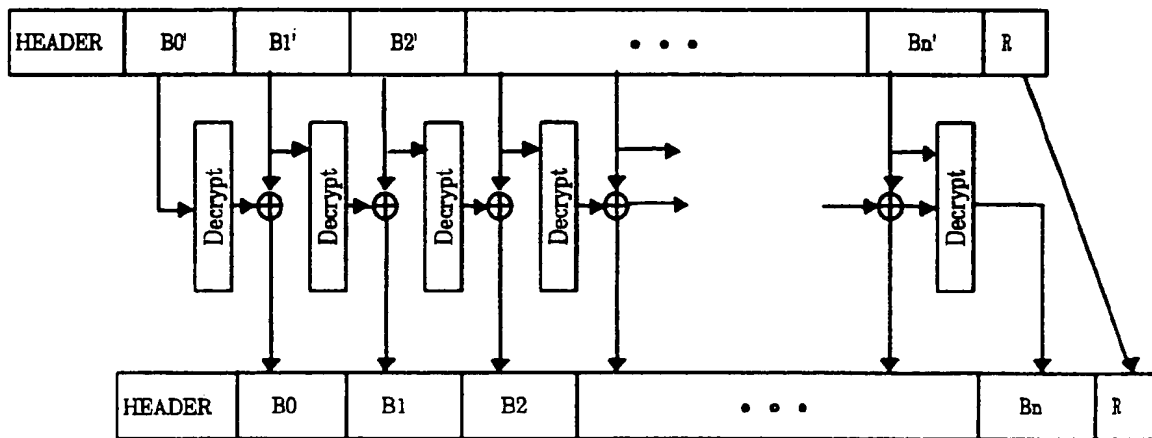 HEADER B0' B1' B2' • • • Bn' R
Decrypt Decrypt Decrypt Decrypt Decrypt
HEADER B0 B1 B2 • • • Bn R